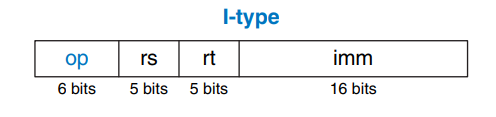 I-type
op rs rt imm
6 bits 5 bits 5 bits 16 bits